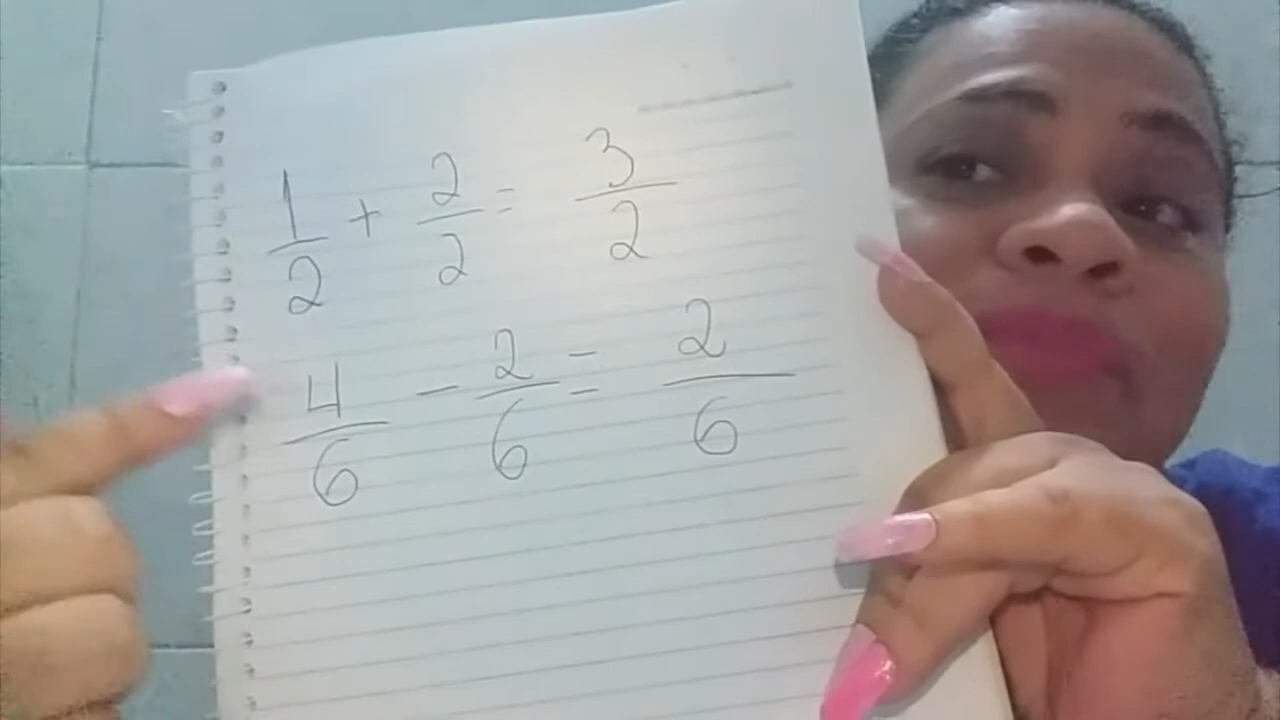 1/2 + 2/2 = 3/2
4/6 - 2/6 = 2/6